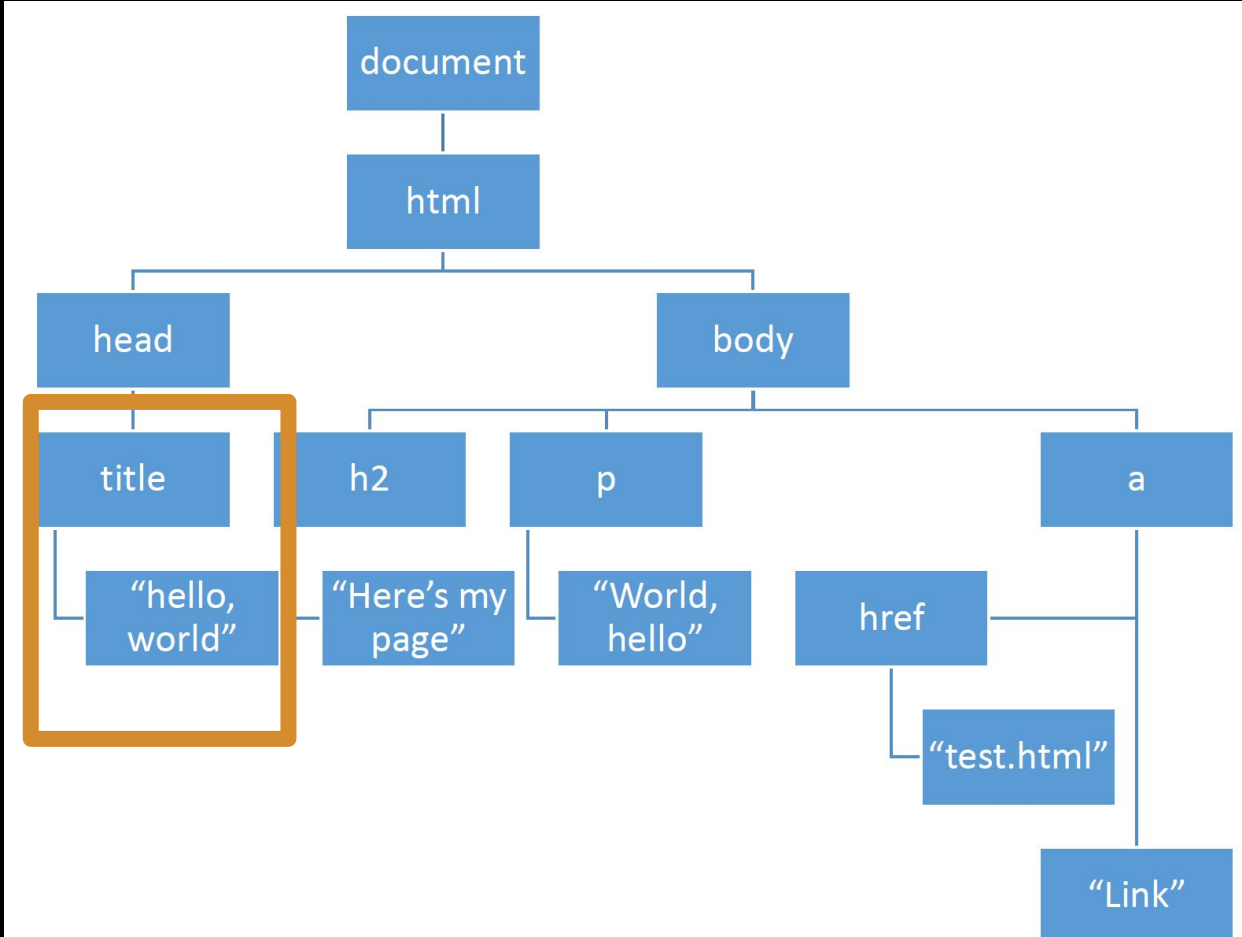 document
html
head
body
title
h2
p
a
“hello,
world”
“Here’s my
page”
“World,
hello”
href
“test.html”
“Link”